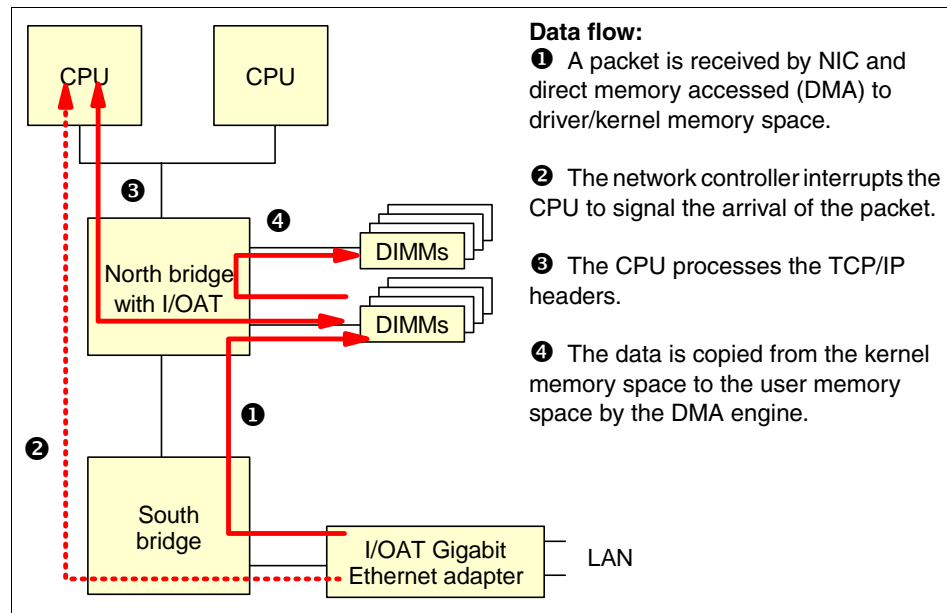 CPU
CPU
❸
❹
DIMMs
North bridge
with I/OAT
DIMMs
❶
❷
South
bridge
I/OAT Gigabit
Ethernet adapter
LAN
Data flow:
❶ A packet is received by NIC and
direct memory accessed (DMA) to
driver/kernel memory space.
❷ The network controller interrupts the
CPU to signal the arrival of the packet.
❸ The CPU processes the TCP/IP
headers.
❹ The data is copied from the kernel
memory space to the user memory
space by the DMA engine.